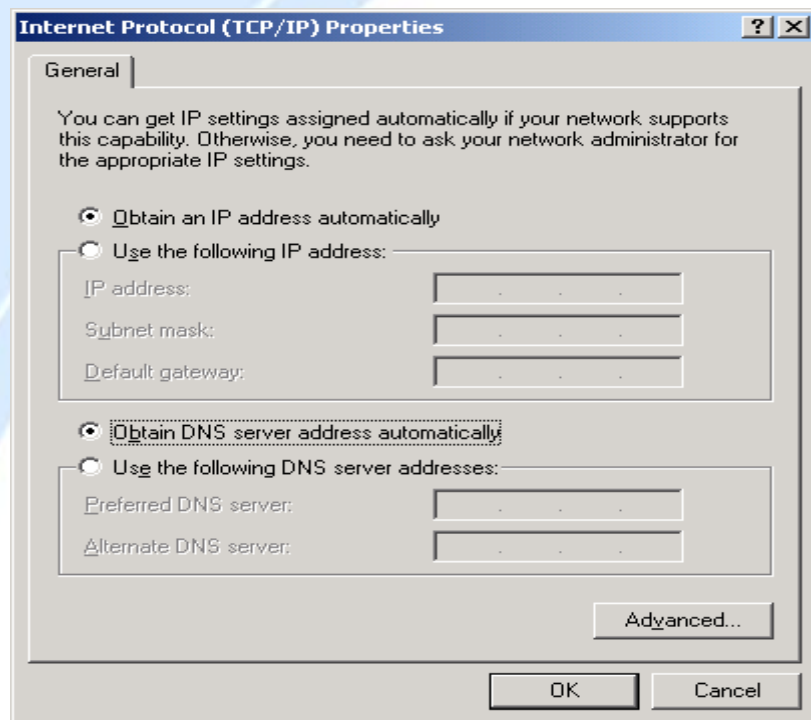 Internet Protocol (TCP/IP) Properties
General
You can get IP settings assigned automatically if your network supports
this capability. Otherwise, you need to ask your network administrator for
the appropriate IP settings.
Obtain an IP address automatically
Use the following IP address:
IP address:
Subnet mask:
Default gateway:
Obtain DNS server address automatically
Use the following DNS server addresses:
Preferred DNS server:
Alternate DNS server:
Advanced...
OK Cancel